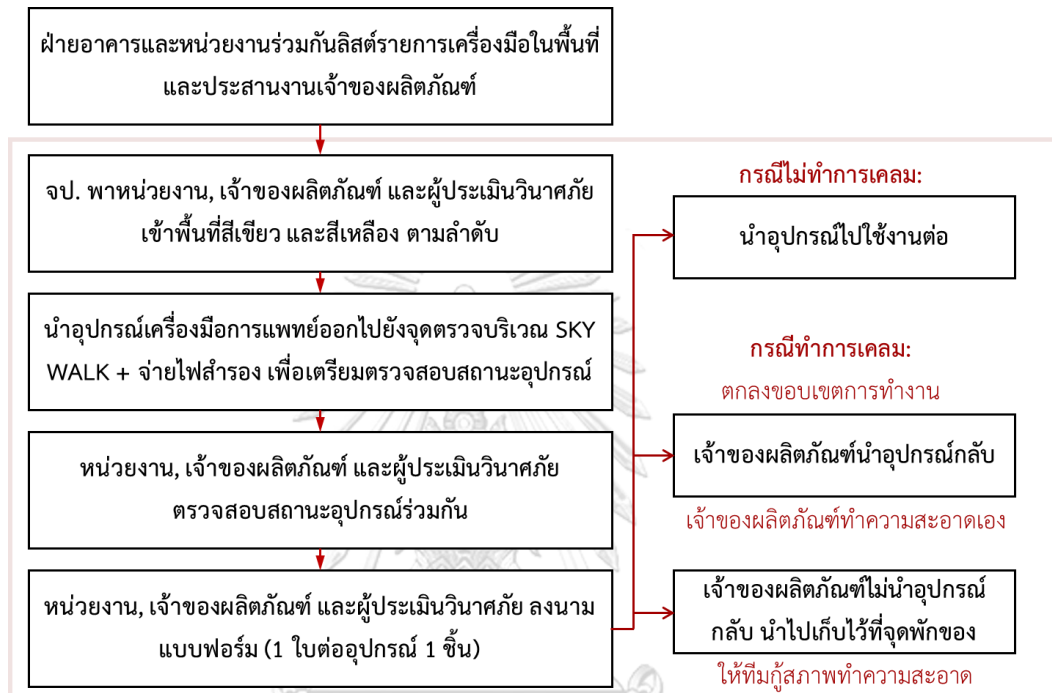 ฝ่ายอาคารและหน่วยงานร่วมกันลิสต์รายการเครื่องมือในพื้นที่
และประสานงานเจ้าของผลิตภัณฑ์
จป. พาหน่วยงาน, เจ้าของผลิตภัณฑ์ และผู้ประเมินวินาศภัย
เข้าพื้นที่สีเขียว และสีเหลือง ตามลำดับ
นำอุปกรณ์เครื่องมือการแพทย์ออกไปยังจุดตรวจบริเวณ SKY
WALK + จ่ายไฟสำรอง เพื่อเตรียมตรวจสอบสถานะอุปกรณ์
หน่วยงาน, เจ้าของผลิตภัณฑ์ และผู้ประเมินวินาศภัย
ตรวจสอบสถานะอุปกรณ์ร่วมกัน
หน่วยงาน, เจ้าของผลิตภัณฑ์ และผู้ประเมินวินาศภัย ลงนาม
แบบฟอร์ม (1 ใบต่ออุปกรณ์ 1 ชิ้น)
กรณีไม่ทำการเคลม:
นำอุปกรณ์ไปใช้งานต่อ
กรณีทำการเคลม:
ตกลงขอบเขตการทำงาน
เจ้าของผลิตภัณฑ์นำอุปกรณ์กลับ
เจ้าของผลิตภัณฑ์ทำความสะอาดเอง
เจ้าของผลิตภัณฑ์ไม่นำอุปกรณ์
กลับ นำไปเก็บไว้ที่จุดพักของ
ให้ทีมกู้สภาพทำความสะอาด